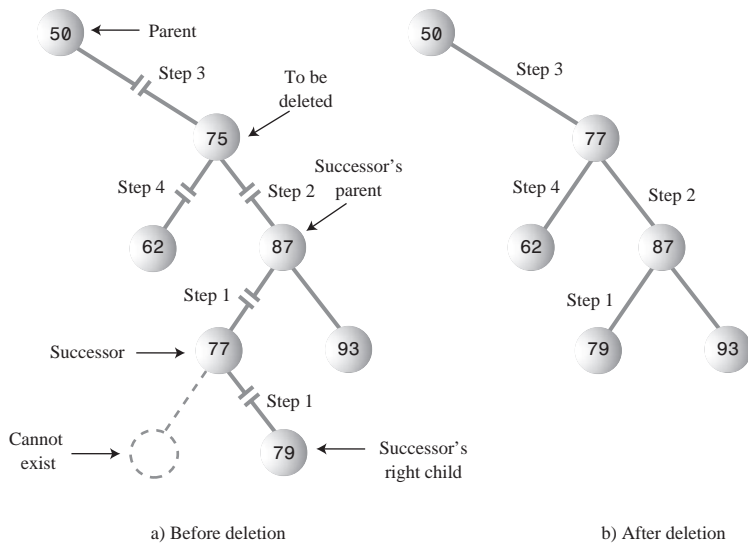 50
Parent
Step 3
To be
deleted
75
Step 4
Step 2
Successor's
parent
62
87
Step 1
Successor
77
93
Step 1
Cannot
exist
79
Successor's
right child
a) Before deletion
50
Step 3
77
Step 4
Step 2
62
87
Step 1
79
93
b) After deletion